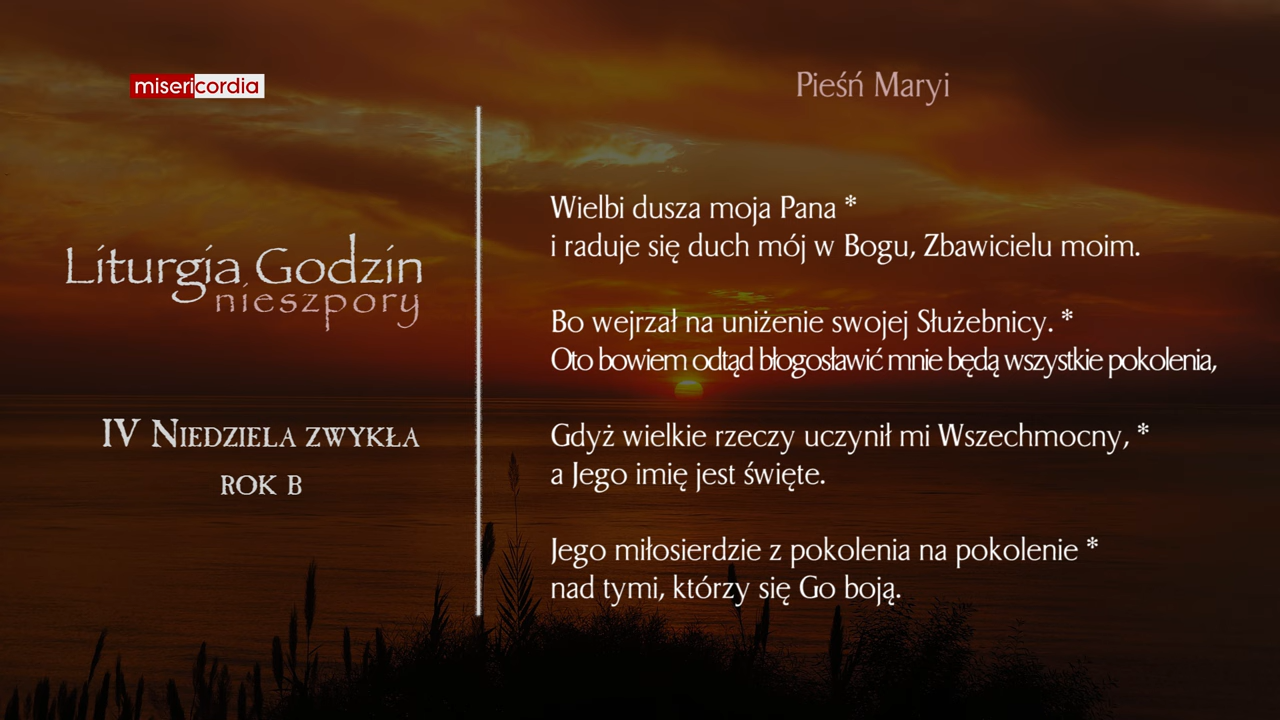 misericordia
Liturgia Godzin
nieszpory
IV Niedziela zwykła
rok B
Pieśń Maryi
Wielbi dusza moja Pana *
i raduje się duch mój w Bogu, Zbawicielu moim.
Bo wejrzał na uniżenie swojej Służebnicy. *
Oto bowiem odtąd błogosławić mnie będą wszystkie pokolenia,
Gdyż wielkie rzeczy uczynił mi Wszechmocny, *
a Jego imię jest święte.
Jego miłosierdzie z pokolenia na pokolenie *
nad tymi, którzy się Go boją.